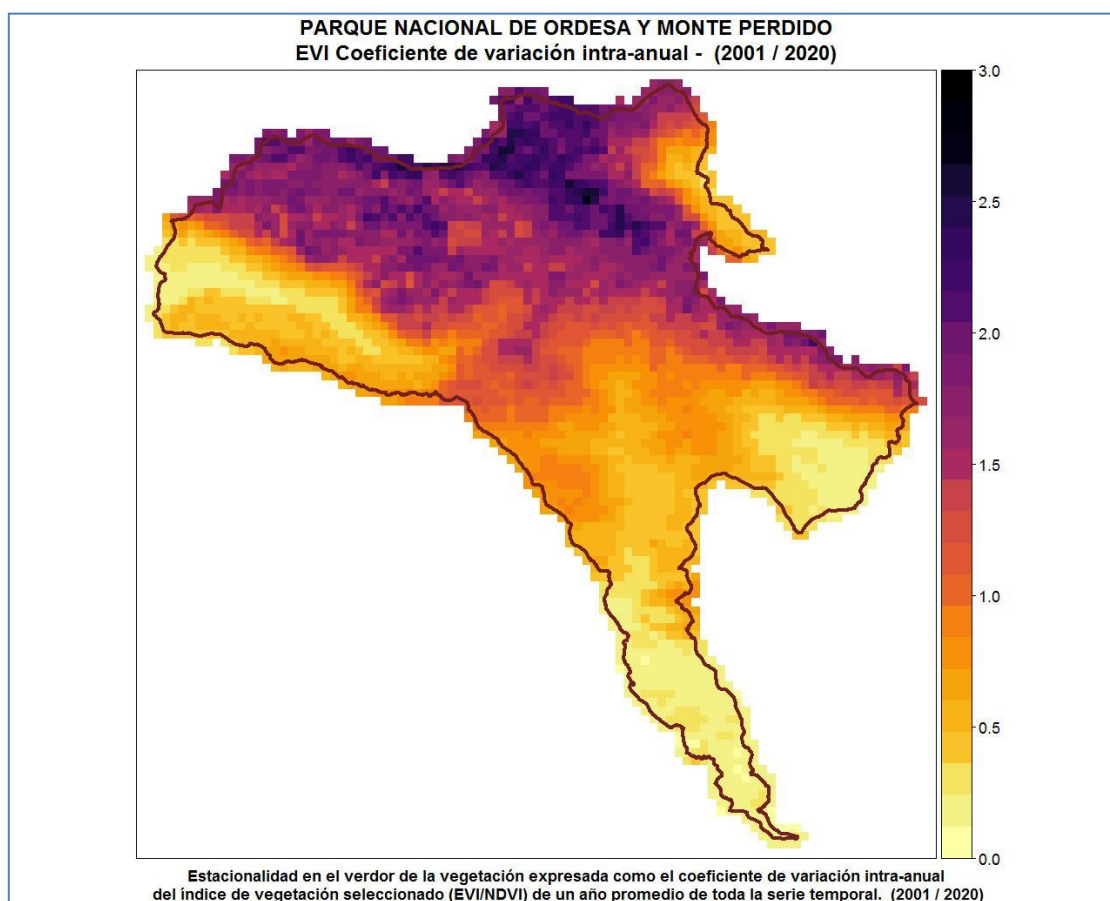 PARQUE NACIONAL DE ORDESA Y MONTE PERDIDO
EVI Coeficiente de variación intra-anual - (2001 / 2020)
3.0
2.5
2.0
1.5
1.0
0.5
0.0
Estacionalidad en el verdor de la vegetación expresada como el coeficiente de variación intra-anual
del índice de vegetación seleccionado (EVI/NDVI) de un año promedio de toda la serie temporal. (2001 / 2020)